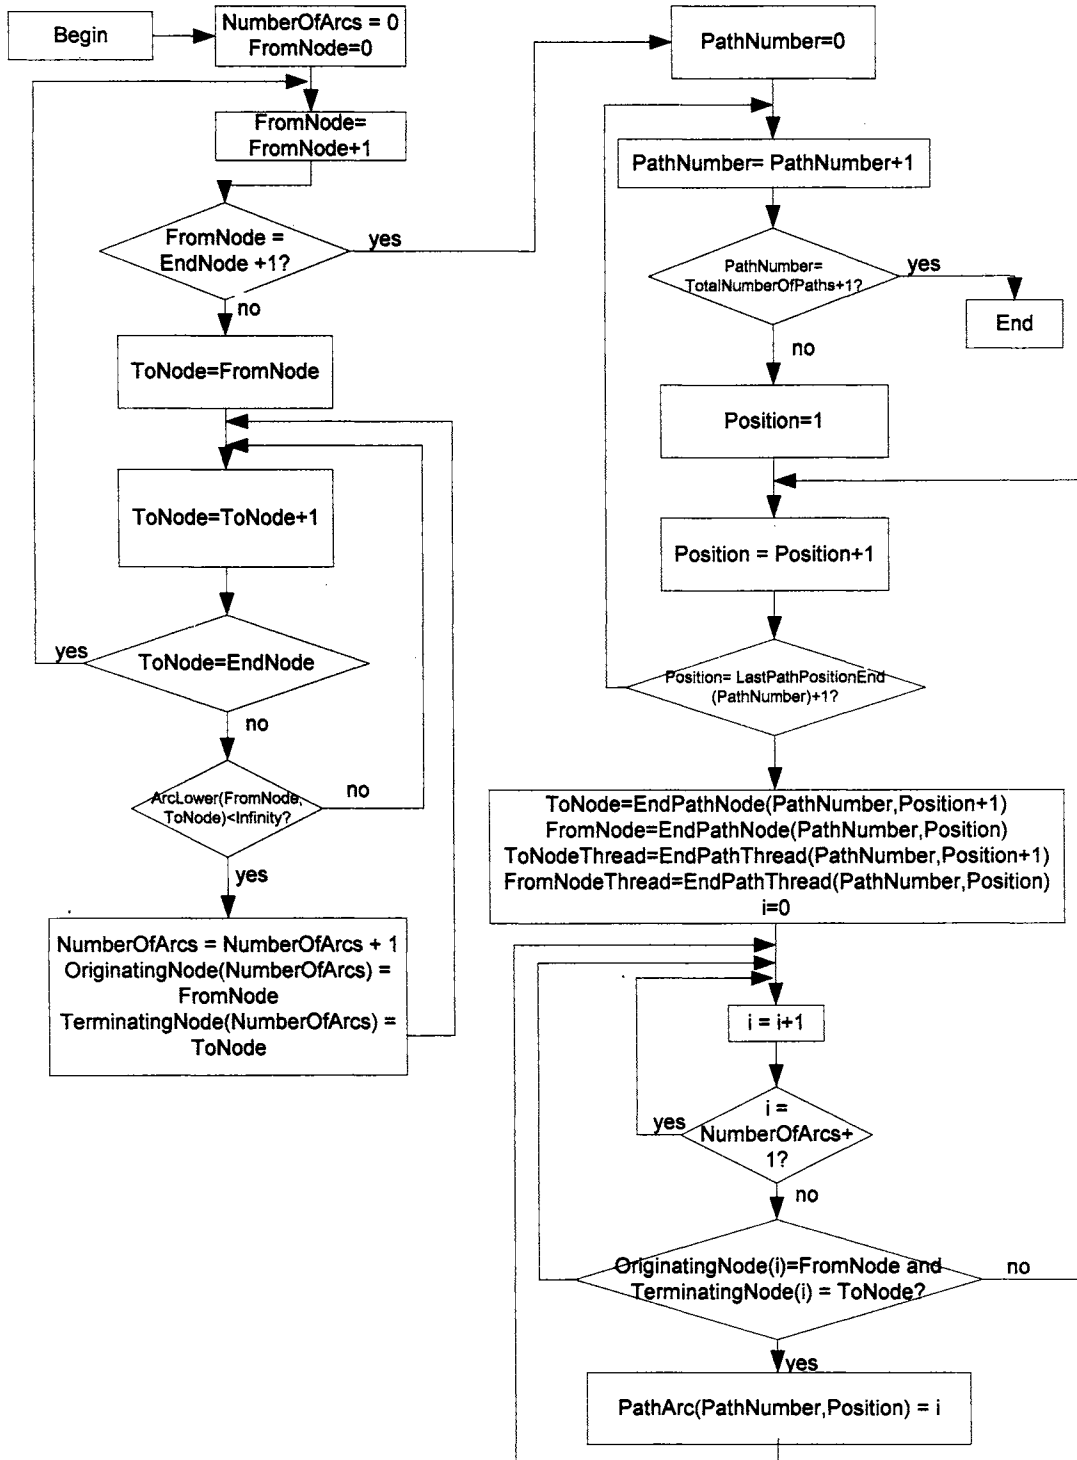 Begin
NumberOfArcs = 0
FromNode=0
FromNode=
FromNode+1
FromNode =
EndNode +1?
yes
no
ToNode=FromNode
ToNode=ToNode+1
ToNode=EndNode
yes
no
ArcLower(FromNode,
ToNode)<Infinity?
no
yes
NumberOfArcs = NumberOfArcs + 1
OriginatingNode(NumberOfArcs) =
FromNode
TerminatingNode(NumberOfArcs) =
ToNode
PathNumber=0
PathNumber= PathNumber+1
PathNumber=
TotalNumberOfPaths+1?
yes
End
no
Position=1
Position = Position+1
Position= LastPathPositionEnd
(PathNumber)+1?
ToNode=EndPathNode(PathNumber,Position+1)
FromNode=EndPathNode(PathNumber,Position)
ToNodeThread=EndPathThread(PathNumber,Position+1)
FromNodeThread=EndPathThread(PathNumber,Position)
i=0
i = i+1
i =
NumberOfArcs+
1?
yes
no
OriginatingNode(i)=FromNode and
TerminatingNode(i) = ToNode?
no
yes
PathArc(PathNumber,Position) = i